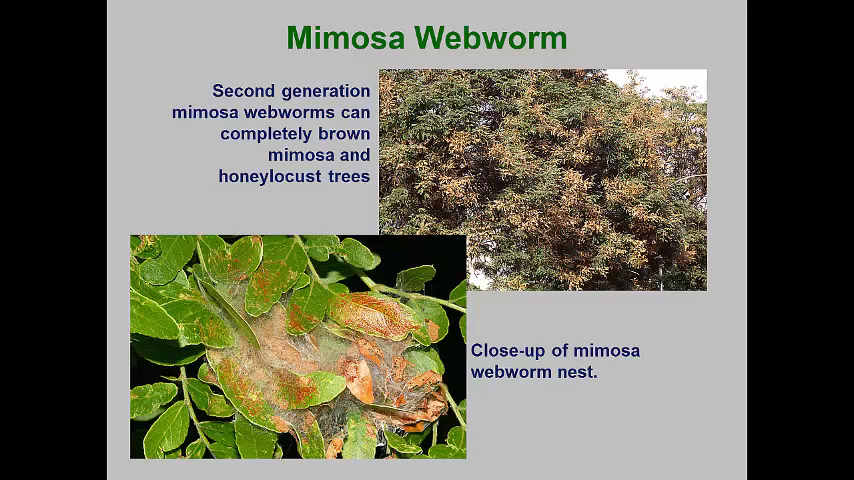 Mimosa Webworm
Second generation
mimosa webworms can
completely brown
mimosa and
honeylocust trees
Close-up of mimosa
webworm nest.